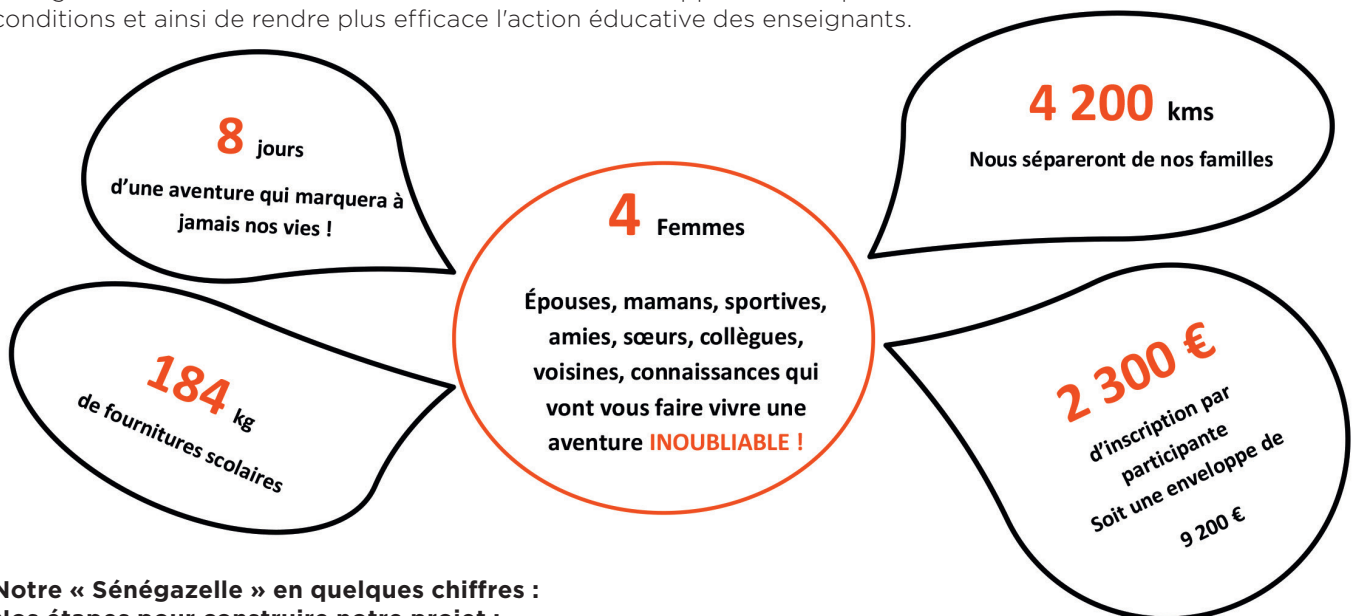 conditions et ainsi de rendre plus efficace l'action éducative des enseignants.
8 jours
d'une aventure qui marquera à
jamais nos vies !
4 200 kms
Nous sépareront de nos familles
4 Femmes
Épouses, mamans, sportives,
amies, sœurs, collègues,
voisines, connaissances qui
vont vous faire vivre une
aventure INOUBLIABLE !
184 kg
de fournitures scolaires
2 300 €
d'inscription par
participante
Soit une enveloppe de
9 200 €
Notre « Sénégazelle » en quelques chiffres :